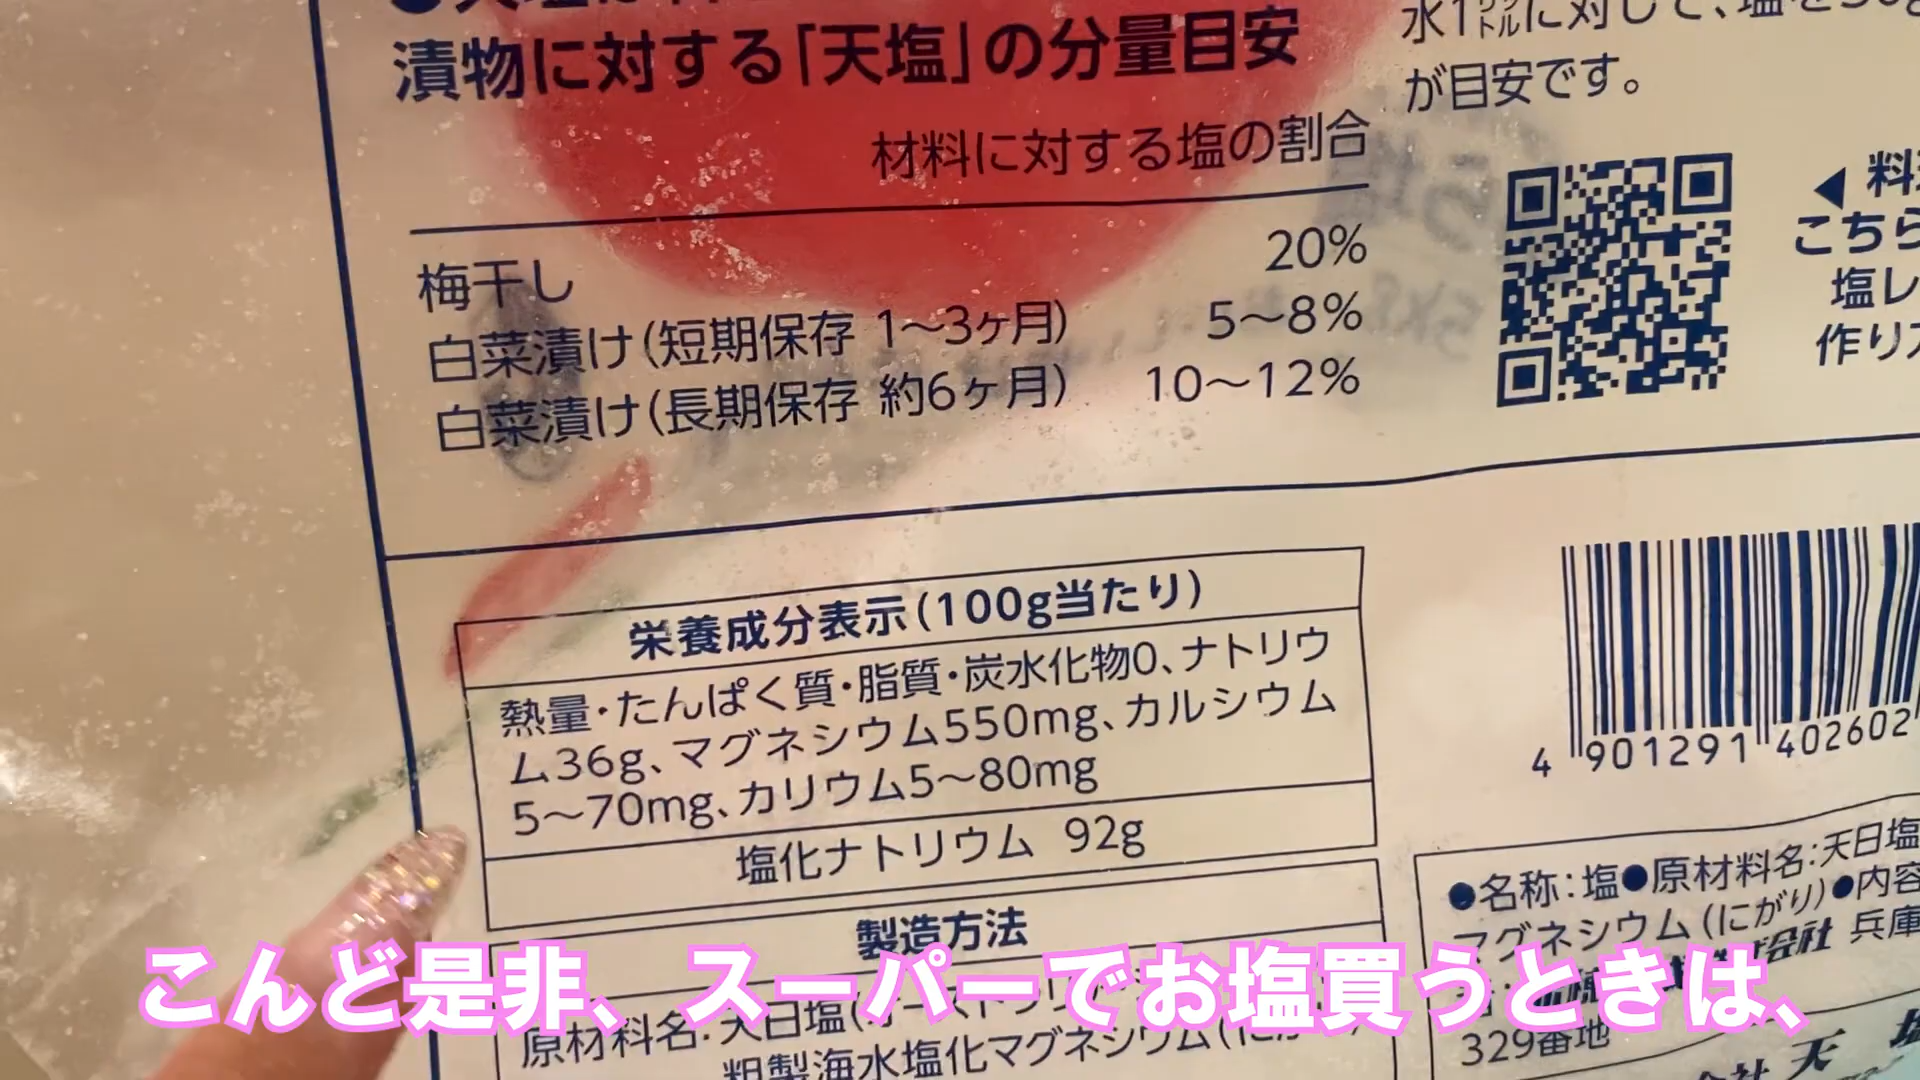 漬物に対する「天塩」の分量目安
材料に対する塩の割合
梅干し 20%
白菜漬け(短期保存 1〜3ヶ月) 5〜8%
白菜漬け(長期保存 約6ヶ月) 10〜12%
水1リットルに対して、塩を
が目安です。
◀料
こちら
塩レ
作り
栄養成分表示(100g当たり)
熱量・たんぱく質・脂質・炭水化物0、ナトリウ
ム36g、マグネシウム550mg、カルシウム
5〜70mg、カリウム5〜80mg
塩化ナトリウム 92g
製造方法
原材料名:天日塩(
粗製海水塩化マグネシウム(
4 901291 402602
●名称:塩●原材料名:天日塩
マグネシウム(にがり)●内容
会社 兵庫
329番地
会社 天 塩
こんど是非、スーパーでお塩買うときは、